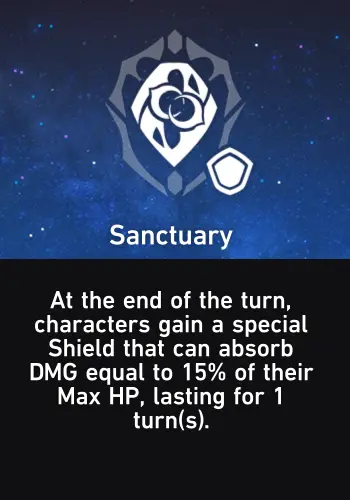 Sanctuary
At the end of the turn,
characters gain a special
Shield that can absorb
DMG equal to 15% of their
Max HP, lasting for 1
turn(s).